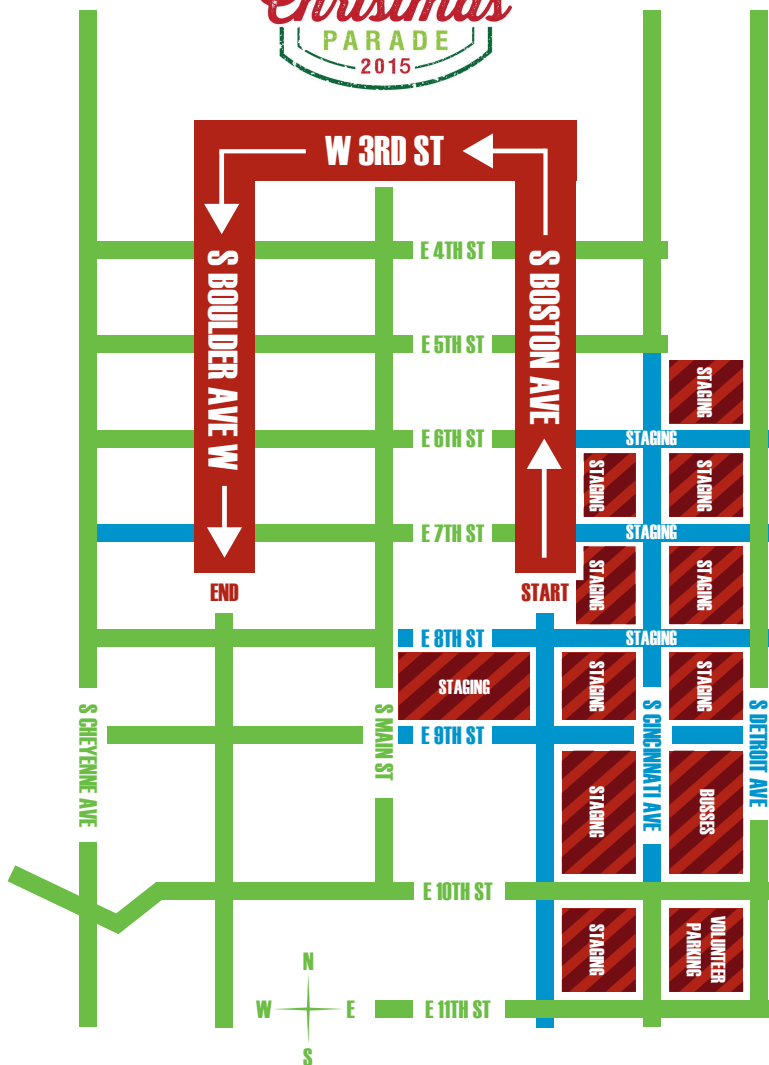 Christmas
PARADE
2015
W 3RD ST
S BOULDER AVE W
S BOSTON AVE
E 4TH ST
E 5TH ST
STAGING
E 6TH ST
STAGING
STAGING
STAGING
E 7TH ST
STAGING
STAGING
STAGING
END
START
E 8TH ST
STAGING
STAGING
STAGING
STAGING
S CHEYENNE AVE
S MAIN ST
S CINCINNATI AVE
S DETROIT AVE
E 9TH ST
STAGING
BUSSES
E 10TH ST
STAGING
VOLUNTEER
PARKING
N
W
E
S
E 11TH ST